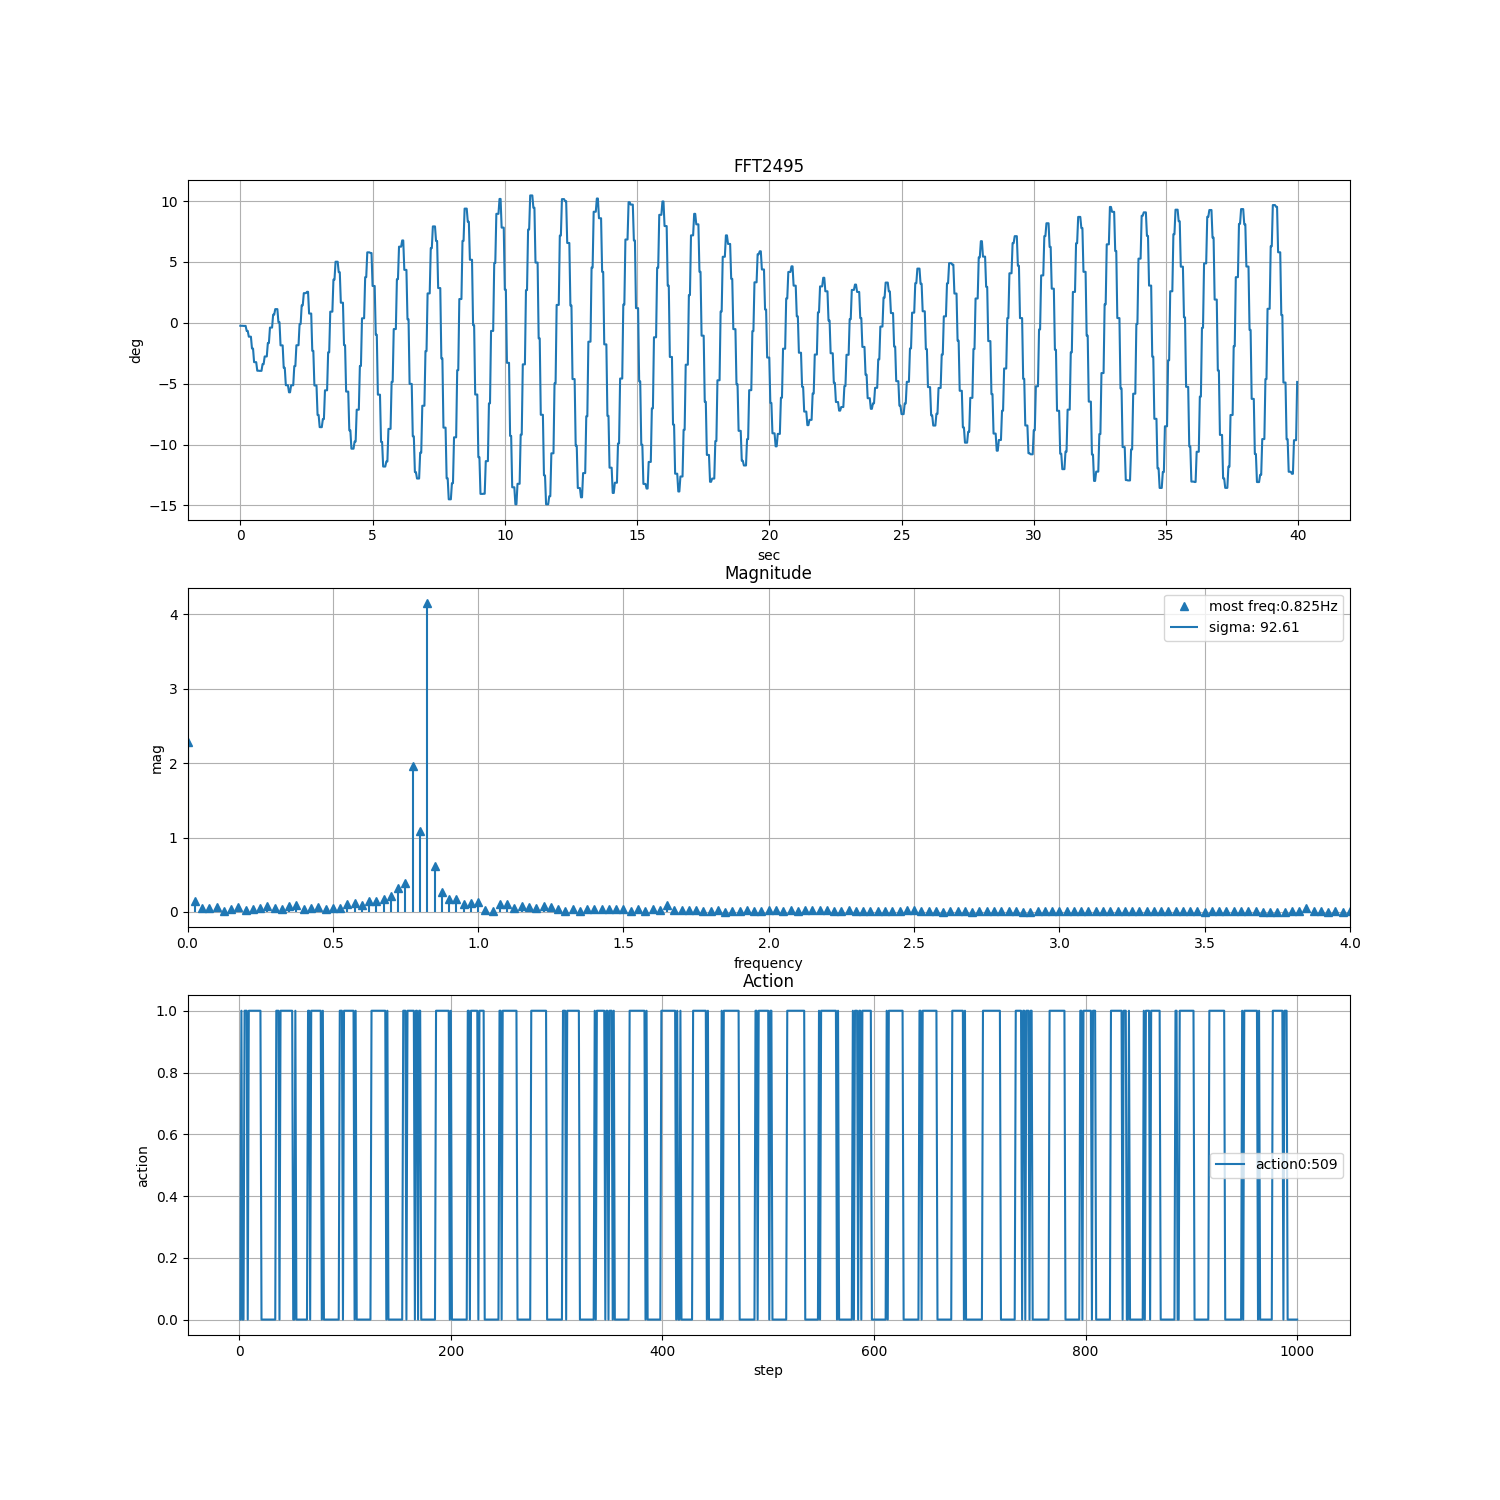 FFT2495
10
5
0
−5
−10
−15
deg
0 5 10 15 20 25 30 35 40
sec
Magnitude
4
3
2
1
0
mag
most freq:0.825Hz
sigma: 92.61
0.0 0.5 1.0 1.5 2.0 2.5 3.0 3.5 4.0
frequency
Action
1.0
0.8
0.6
0.4
0.2
0.0
action
action0:509
0 200 400 600 800 1000
step